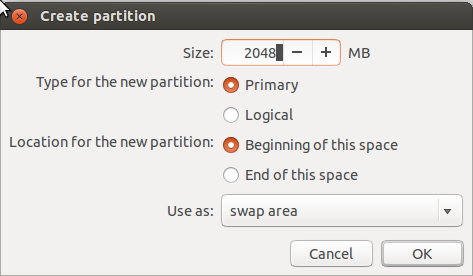 Create partition
Size: 2048 − + MB
Type for the new partition: Primary
Logical
Location for the new partition: Beginning of this space
End of this space
Use as: swap area
Cancel OK